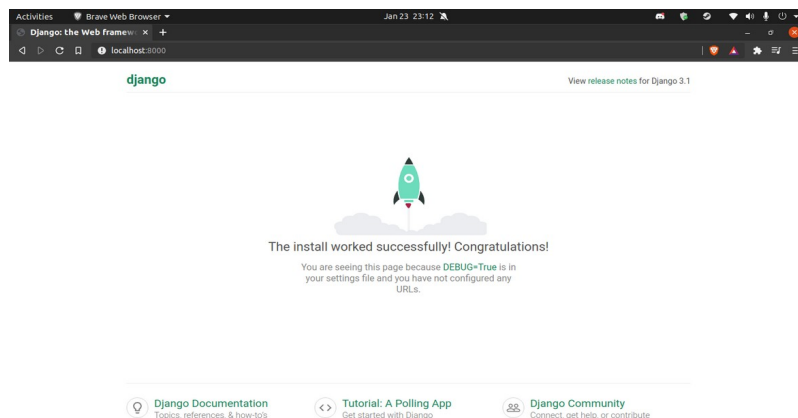 Activities Brave Web Browser Jan 23 23:12
Django: the Web framewo
localhost:8000
django View release notes for Django 3.1
The install worked successfully! Congratulations!
You are seeing this page because DEBUG=True is in
your settings file and you have not configured any
URLs.
Django Documentation Tutorial: A Polling App Django Community
Topics, references, & how-to's Get started with Django Connect, get help, or contribute